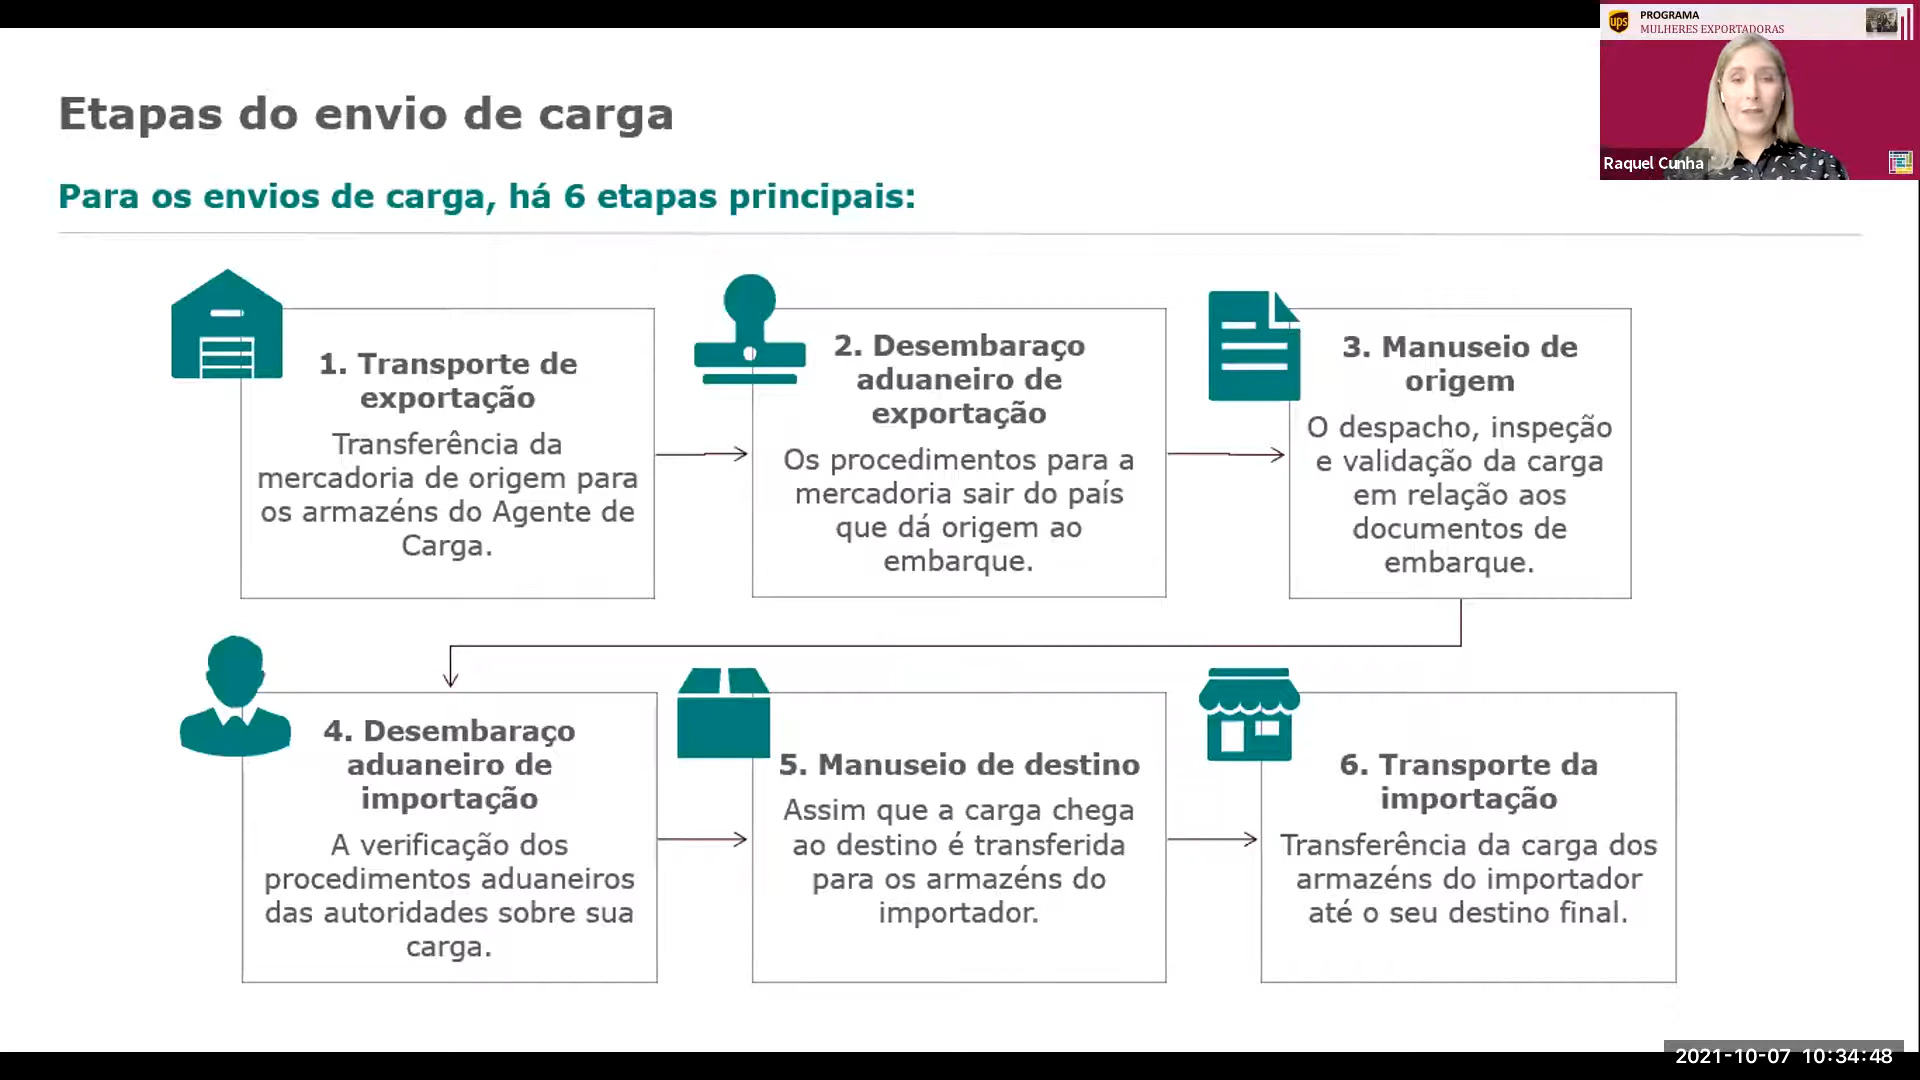 ups
PROGRAMA
MULHERES EXPORTADORAS
Raquel Cunha
Etapas do envio de carga
Para os envios de carga, há 6 etapas principais:
1. Transporte de
exportação
Transferência da
mercadoria de origem para
os armazéns do Agente de
Carga.
2. Desembaraço
aduaneiro de
exportação
Os procedimentos para a
mercadoria sair do país
que dá origem ao
embarque.
3. Manuseio de
origem
O despacho, inspeção
e validação da carga
em relação aos
documentos de
embarque.
4. Desembaraço
aduaneiro de
importação
A verificação dos
procedimentos aduaneiros
das autoridades sobre sua
carga.
5. Manuseio de destino
Assim que a carga chega
ao destino é transferida
para os armazéns do
importador.
6. Transporte da
importação
Transferência da carga dos
armazéns do importador
até o seu destino final.
2021-10-07 10:34:48